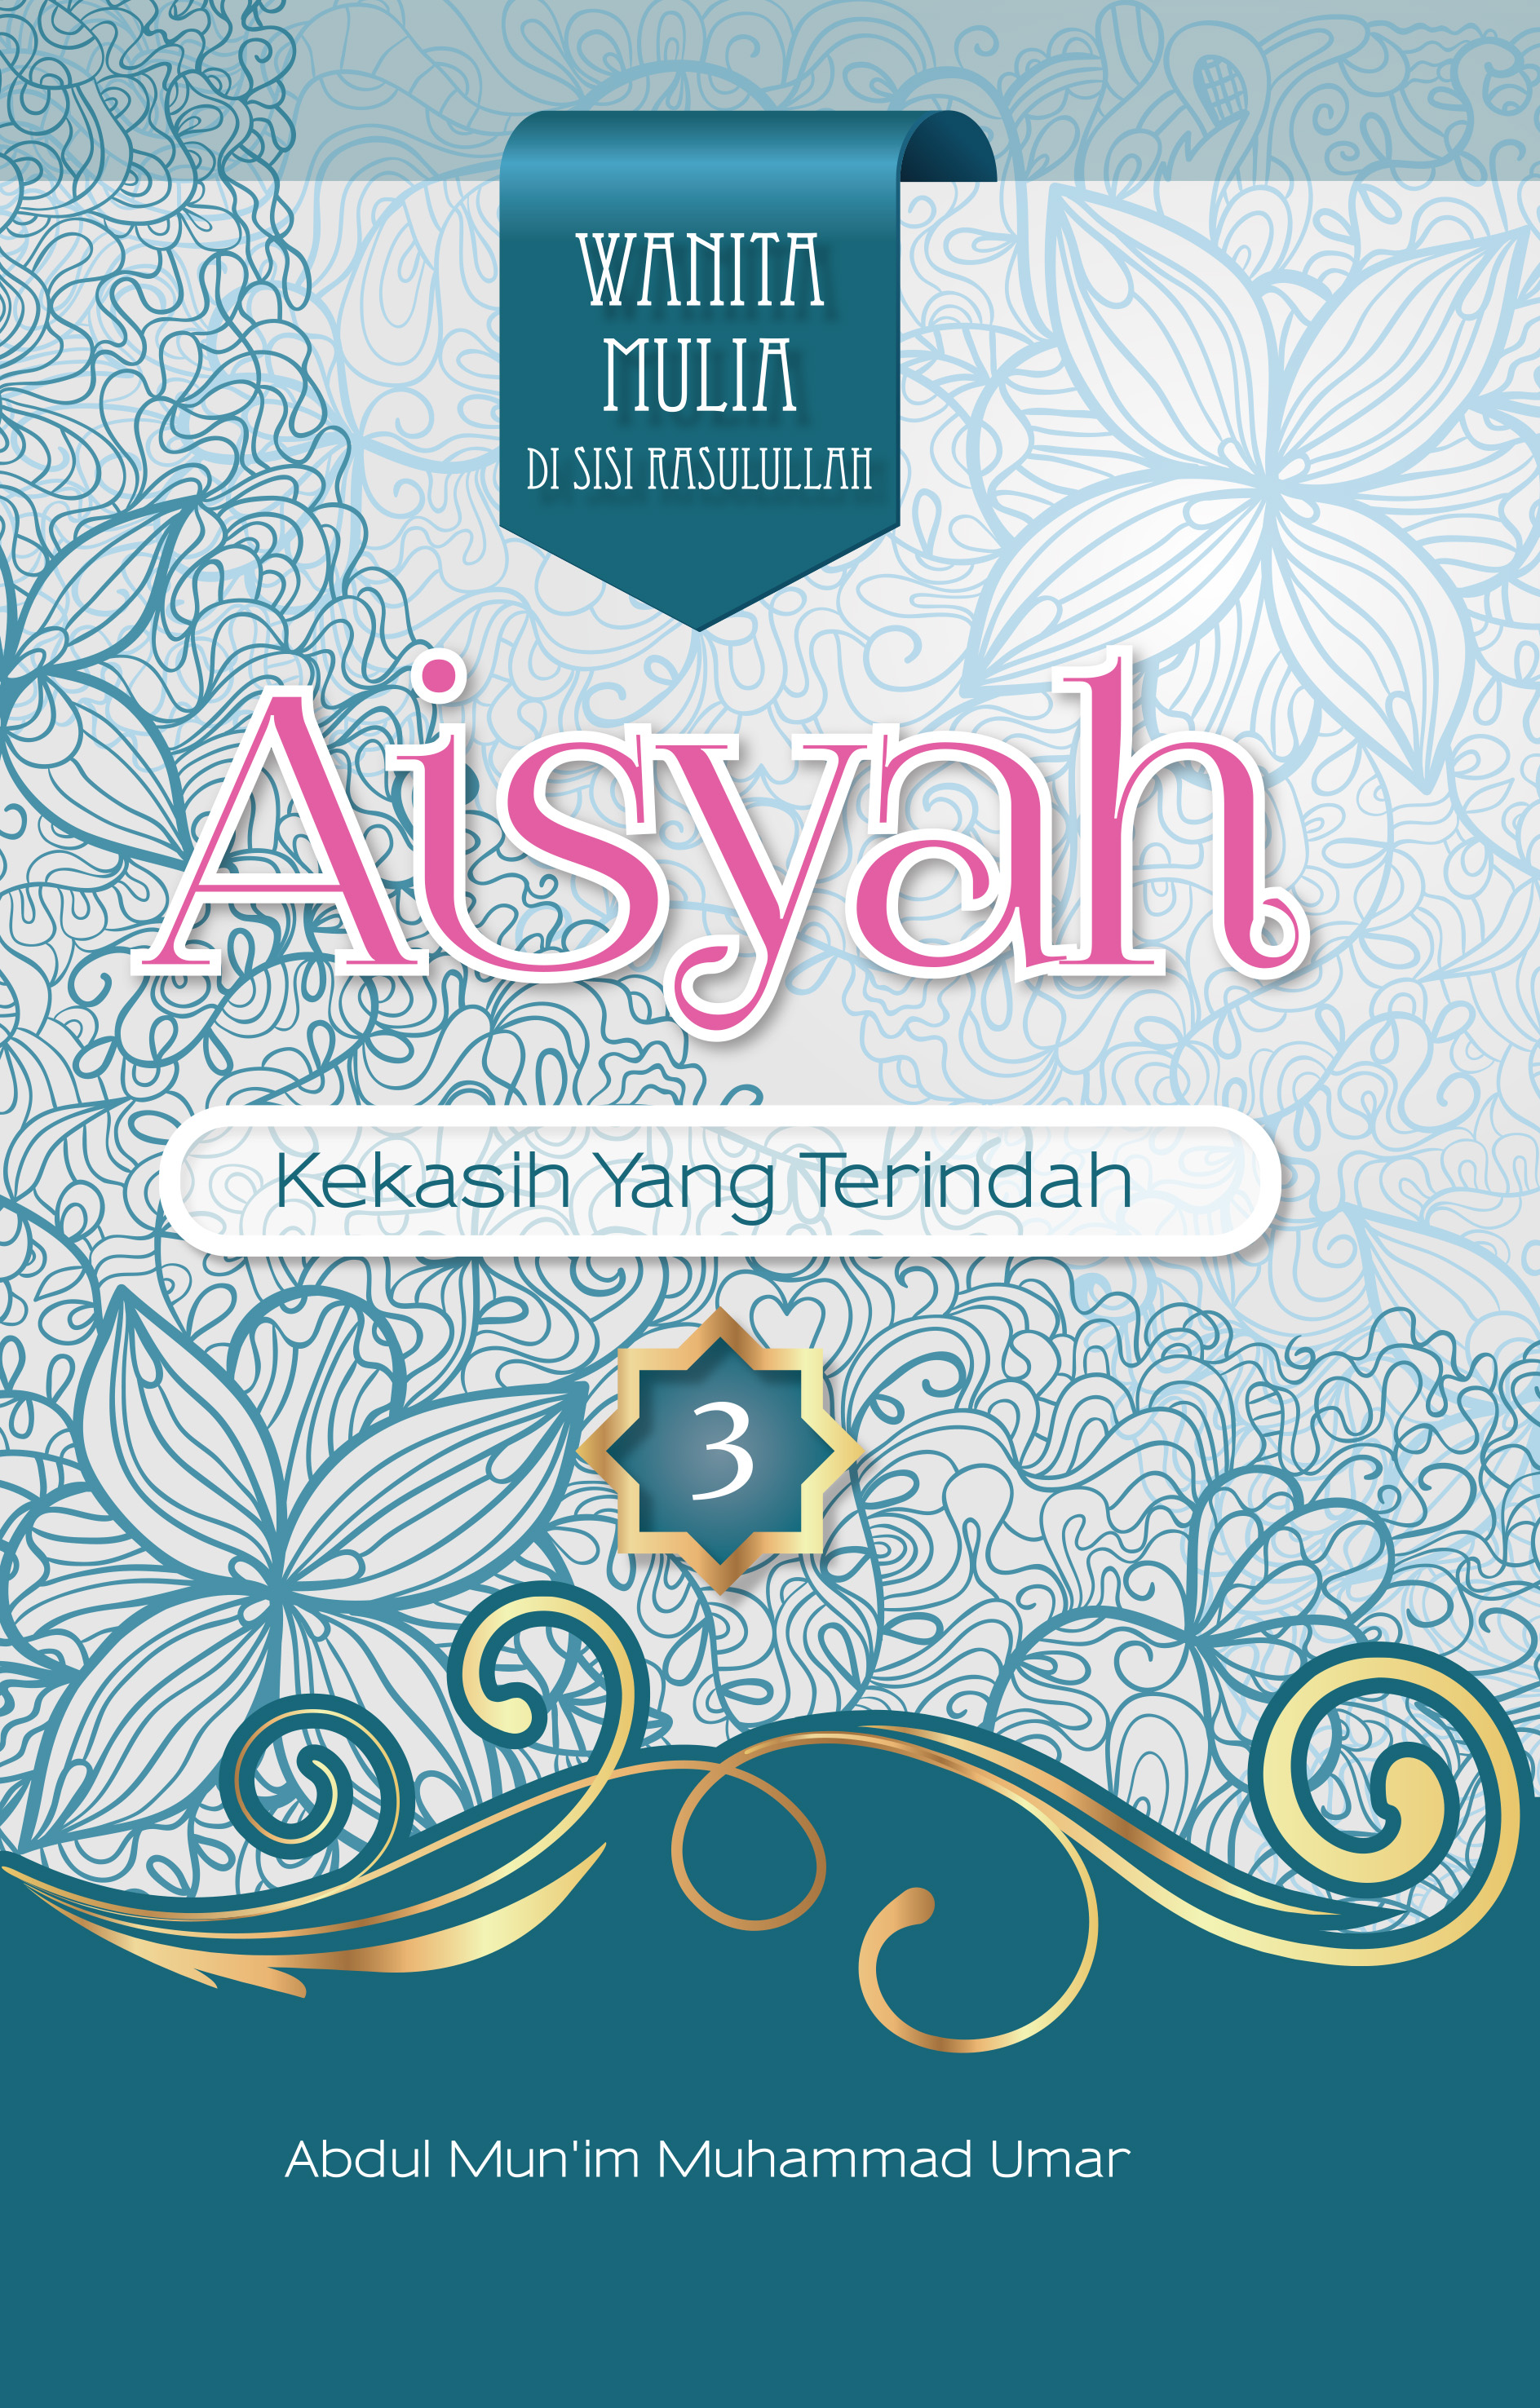 WANITA
MULIA
DI SISI RASULULLAH
Aisyah
Kekasih Yang Terindah
3
Abdul Mun'im Muhammad Umar